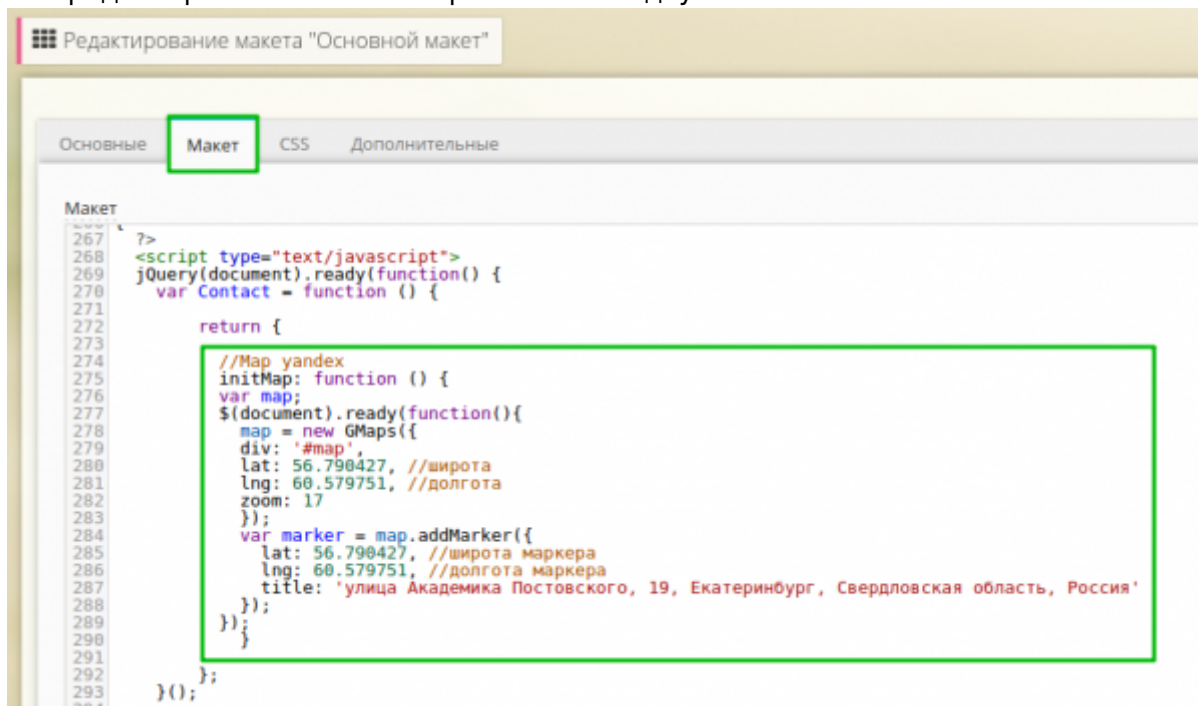 Редактирование макета "Основной макет"
Основные Макет CSS Дополнительные
Макет
267 ?>
268 <script type="text/javascript">
269 jQuery(document).ready(function() {
270 var Contact = function () {
271
272 return {
273
274 //Map yandex
275 initMap: function () {
276 var map;
277 $(document).ready(function(){
278 map = new GMaps({
279 div: '#map',
280 lat: 56.790427, //широта
281 lng: 60.579751, //долгота
282 zoom: 17
283 });
284 var marker = map.addMarker({
285 lat: 56.790427, //широта маркера
286 lng: 60.579751, //долгота маркера
287 title: 'улица Академика Постовского, 19, Екатеринбург, Свердловская область, Россия'
288 });
289 });
290 }
291
292 };
293 }();